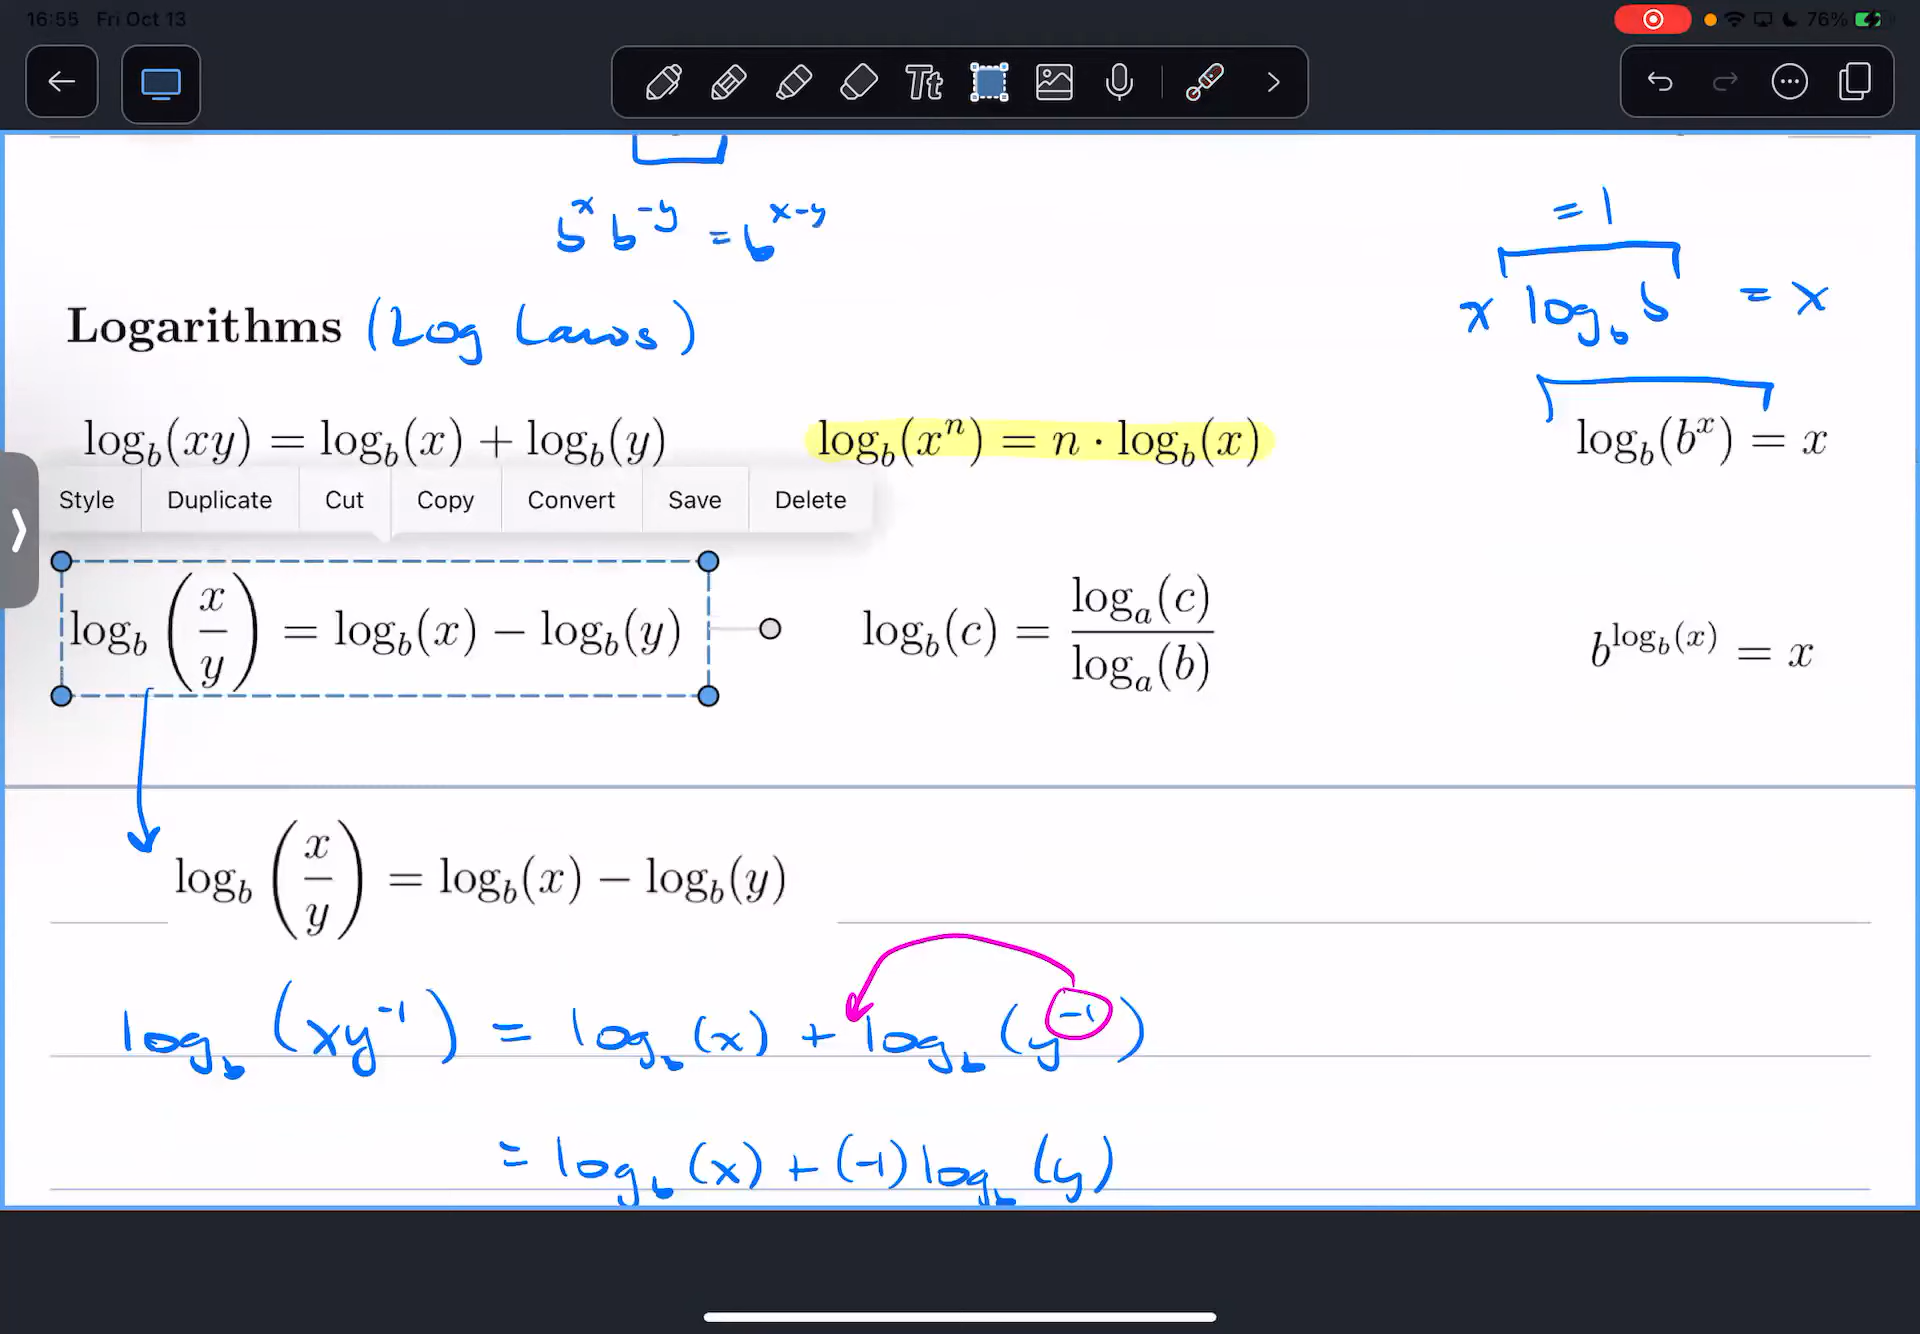 16:55 Fri Oct 13
76%
Tt
b^x b^{-y} = b^{x-y}
= 1
x log_b b = x
Logarithms (Log Laws)
log_b(xy) = log_b(x) + log_b(y)
log_b(x^n) = n · log_b(x)
log_b(b^x) = x
Style Duplicate Cut Copy Convert Save Delete
log_b (x/y) = log_b(x) − log_b(y)
log_b(c) = log_a(c)/log_a(b)
b^{log_b(x)} = x
log_b (x/y) = log_b(x) − log_b(y)
log_b (xy^{-1}) = log_b (x) + log_b (y^{-1})
= log_b (x) + (-1) log_b (y)